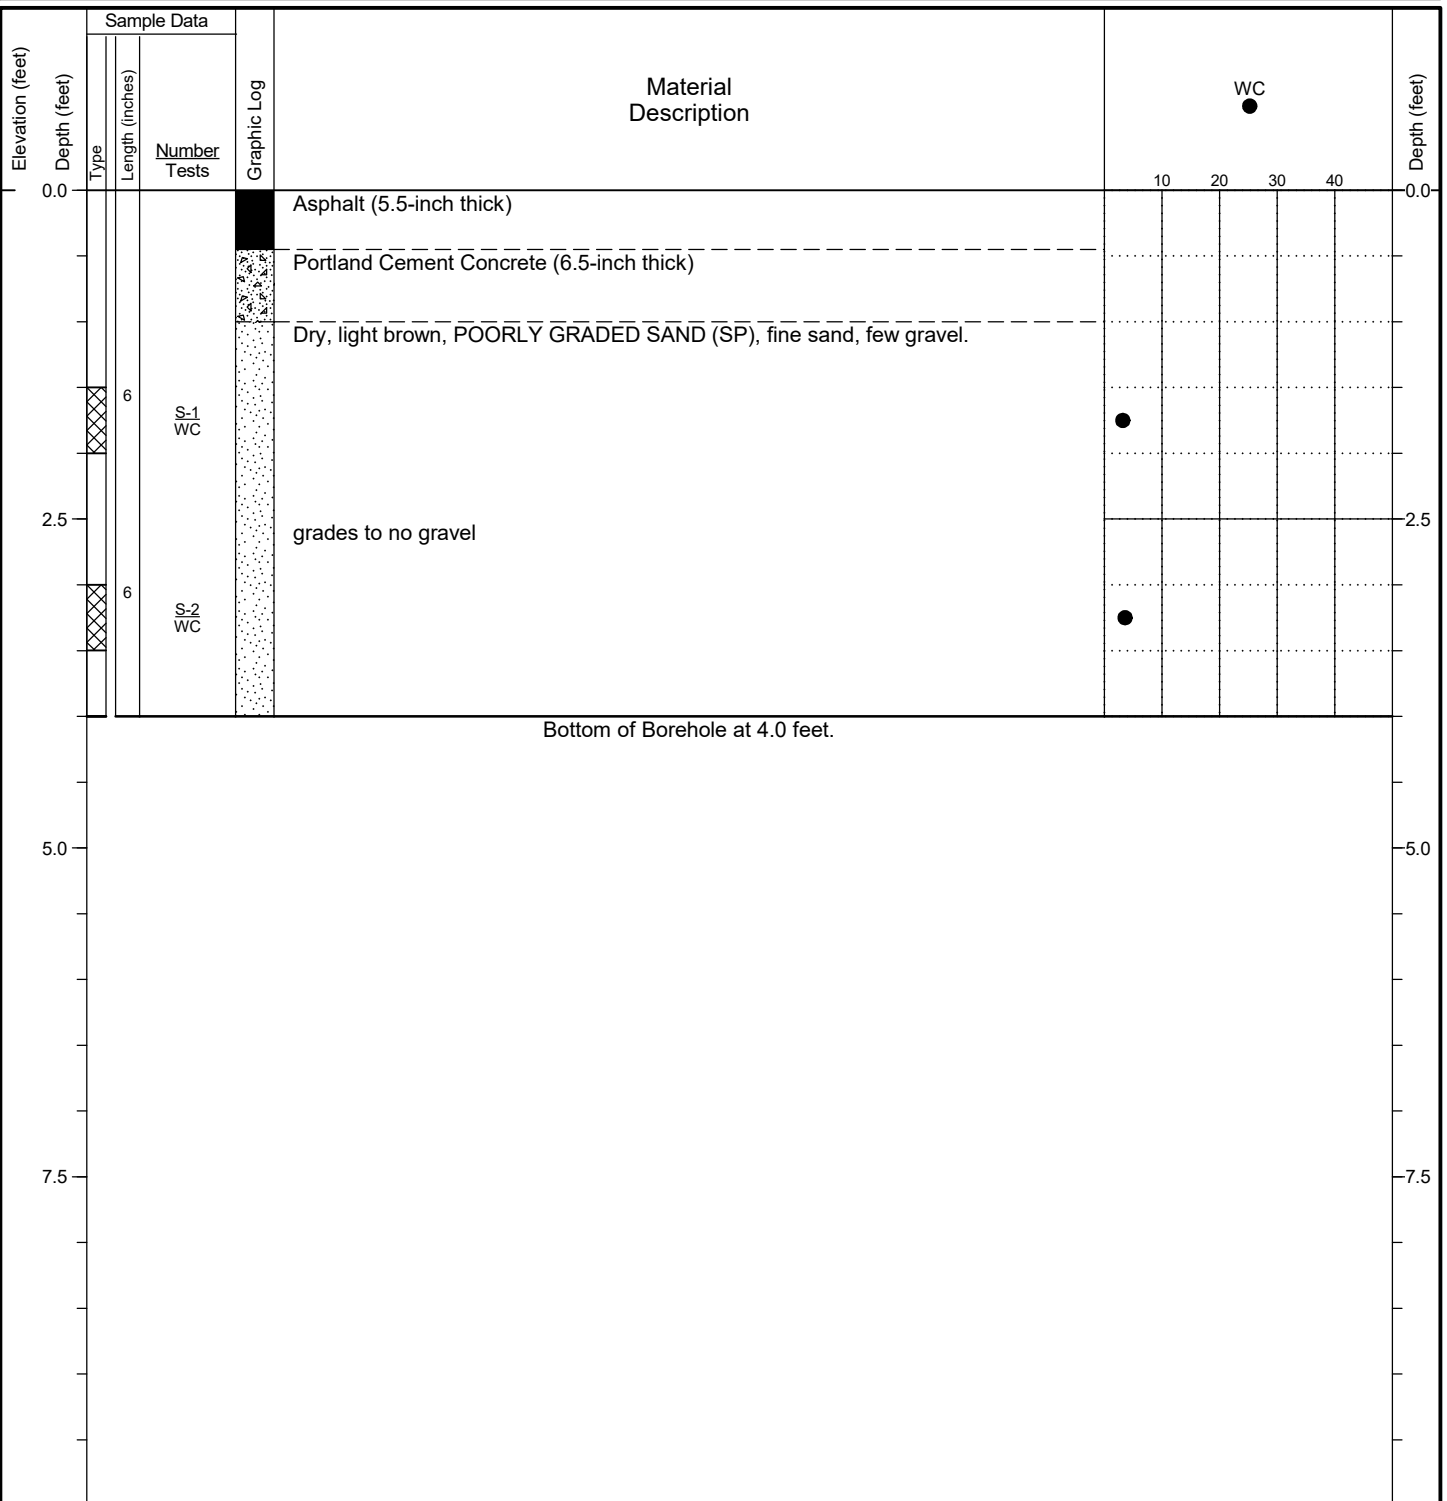 Sample Data
Elevation (feet)
Depth (feet)
Type
Length (inches)
Number
Tests
Graphic Log
Material
Description
WC
Depth (feet)
10 20 30 40
0.0
0.0
Asphalt (5.5-inch thick)
Portland Cement Concrete (6.5-inch thick)
Dry, light brown, POORLY GRADED SAND (SP), fine sand, few gravel.
6
S-1
WC
2.5
grades to no gravel
2.5
6
S-2
WC
Bottom of Borehole at 4.0 feet.
5.0
5.0
7.5
7.5